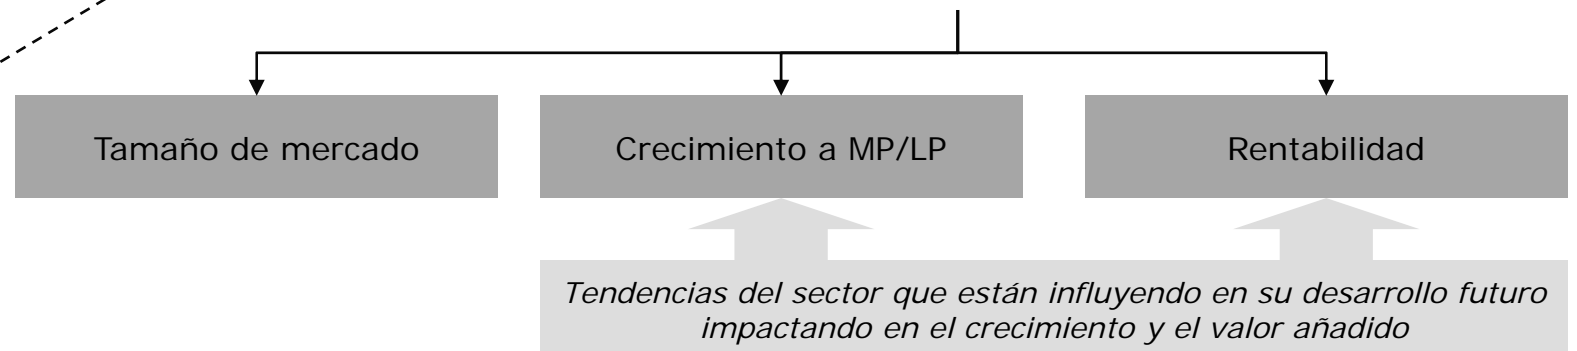 Tamaño de mercado
Crecimiento a MP/LP
Rentabilidad
Tendencias del sector que están influyendo en su desarrollo futuro
impactando en el crecimiento y el valor añadido